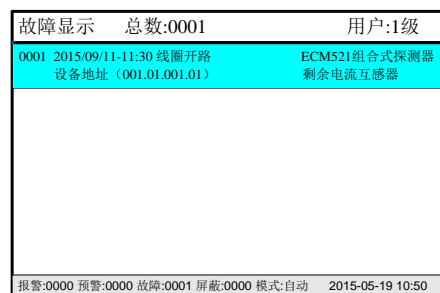 故障显示 总数:0001 用户:1级
0001 2015/09/11-11:30 线圈开路 ECM521组合式探测器
设备地址（001.01.001.01） 剩余电流互感器
报警:0000 预警:0000 故障:0001 屏蔽:0000 模式:自动 2015-05-19 10:50